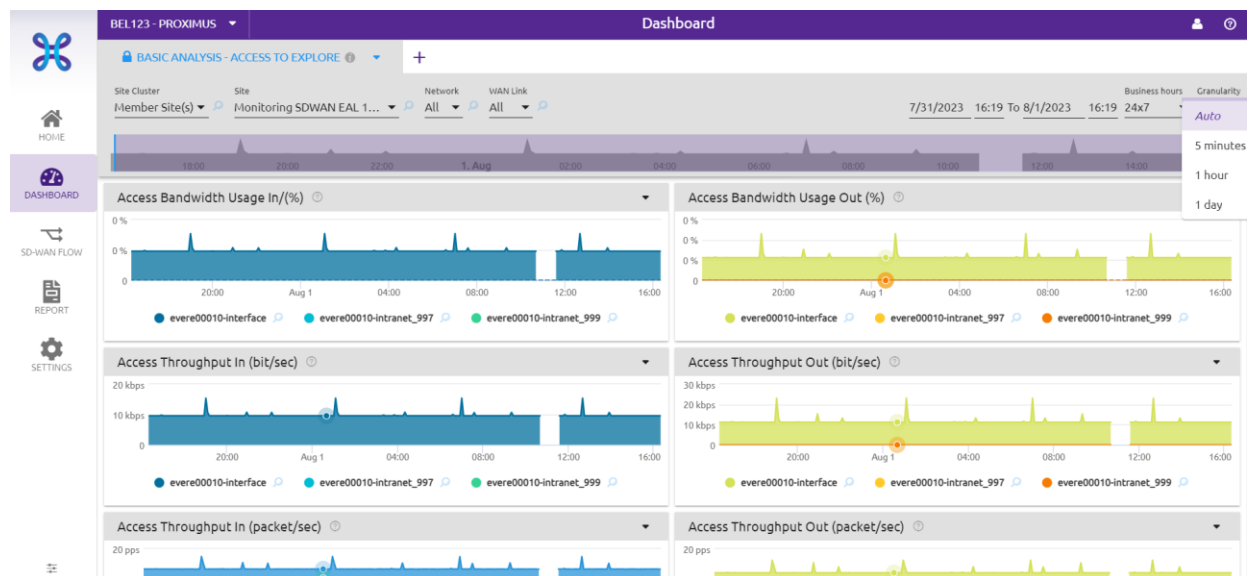 BEL123 - PROXIMUS
Dashboard
BASIC ANALYSIS - ACCESS TO EXPLORE
+
HOME
DASHBOARD
SD-WAN FLOW
REPORT
SETTINGS
Site Cluster Site Network WAN Link Business hours Granularity
Member Site(s) Monitoring SDWAN EAL 1... All All 7/31/2023 16:19 To 8/1/2023 16:19 24x7
Auto
5 minutes
1 hour
1 day
18:00 20:00 22:00 1. Aug 02:00 04:00 06:00 08:00 10:00 12:00 14:00
Access Bandwidth Usage In/(%)
0 %
0 %
0
20:00 Aug 1 04:00 08:00 12:00 16:00
evere00010-interface evere00010-intranet_997 evere00010-intranet_999
Access Bandwidth Usage Out (%)
0 %
0 %
0 %
0
20:00 Aug 1 04:00 08:00 12:00 16:00
evere00010-interface evere00010-intranet_997 evere00010-intranet_999
Access Throughput In (bit/sec)
20 kbps
10 kbps
0
20:00 Aug 1 04:00 08:00 12:00 16:00
evere00010-interface evere00010-intranet_997 evere00010-intranet_999
Access Throughput Out (bit/sec)
30 kbps
20 kbps
10 kbps
0
20:00 Aug 1 04:00 08:00 12:00 16:00
evere00010-interface evere00010-intranet_997 evere00010-intranet_999
Access Throughput In (packet/sec)
20 pps
Access Throughput Out (packet/sec)
20 pps